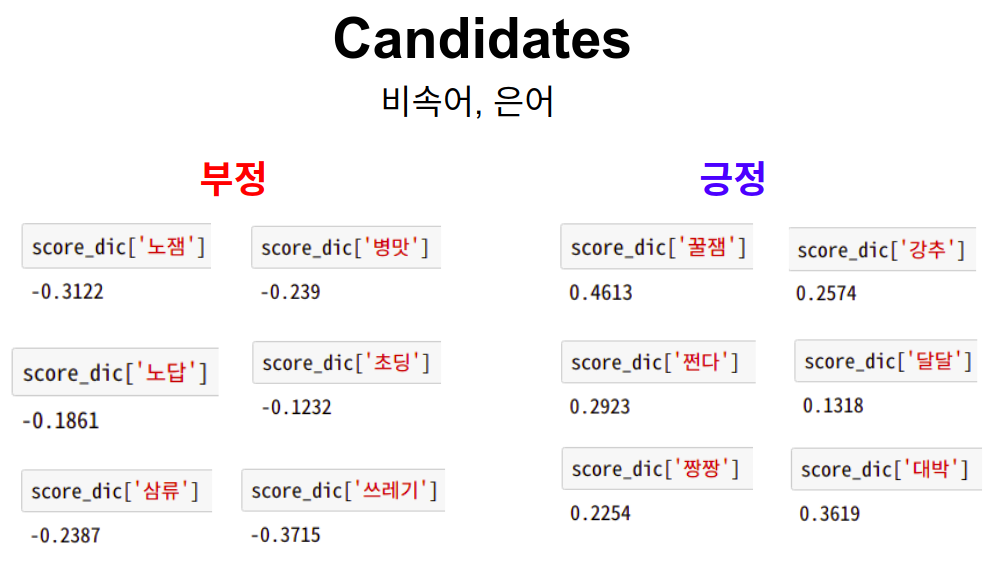 Candidates
비속어, 은어
부정
score_dic['노잼']
-0.3122
score_dic['병맛']
-0.239
score_dic['노답']
-0.1861
score_dic['초딩']
-0.1232
score_dic['삼류']
-0.2387
score_dic['쓰레기']
-0.3715
긍정
score_dic['꿀잼']
0.4613
score_dic['강추']
0.2574
score_dic['쩐다']
0.2923
score_dic['달달']
0.1318
score_dic['짱짱']
0.2254
score_dic['대박']
0.3619